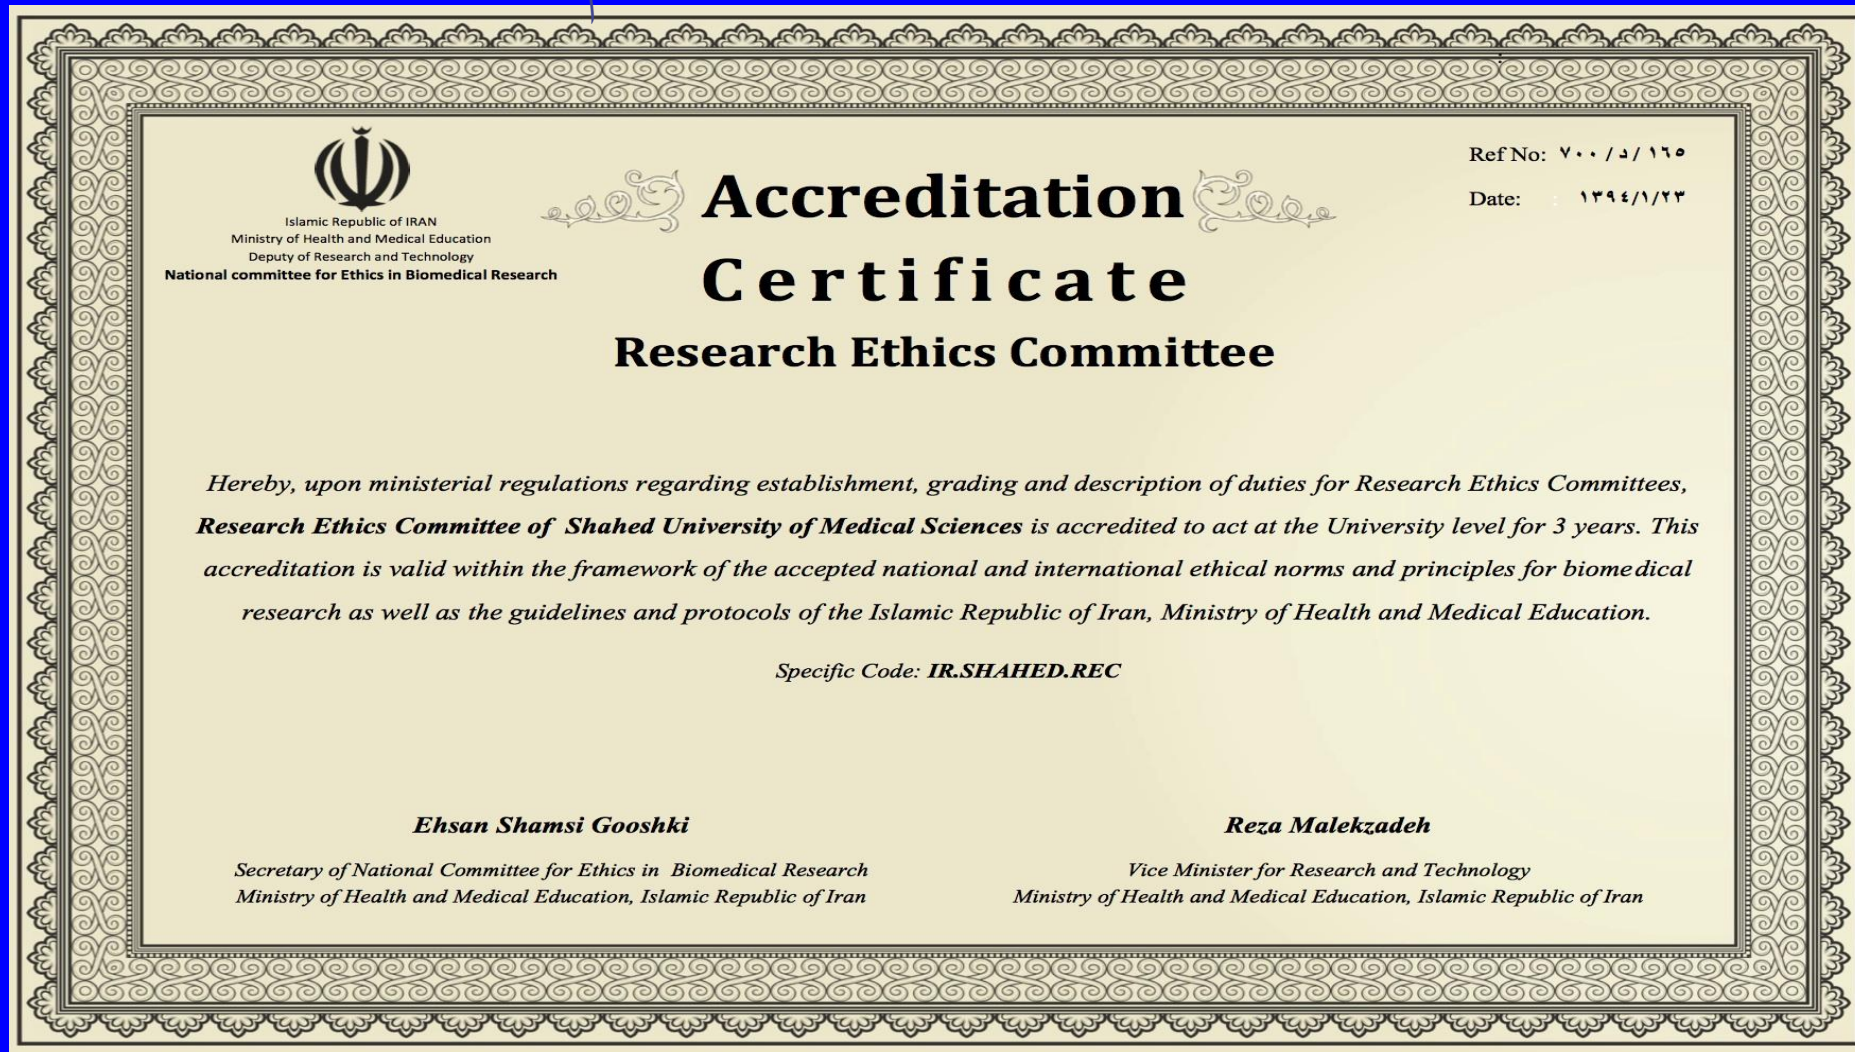 Islamic Republic of IRAN
Ministry of Health and Medical Education
Deputy of Research and Technology
National committee for Ethics in Biomedical Research
Ref No: ٧٠٠ /د/ ١٦٥
Date: : ١٣٩٤/١/٢٣
Accreditation
Certificate
Research Ethics Committee
Hereby, upon ministerial regulations regarding establishment, grading and description of duties for Research Ethics Committees,
Research Ethics Committee of Shahed University of Medical Sciences is accredited to act at the University level for 3 years. This
accreditation is valid within the framework of the accepted national and international ethical norms and principles for biomedical
research as well as the guidelines and protocols of the Islamic Republic of Iran, Ministry of Health and Medical Education.
Specific Code: IR.SHAHED.REC
Ehsan Shamsi Gooshki
Secretary of National Committee for Ethics in Biomedical Research
Ministry of Health and Medical Education, Islamic Republic of Iran
Reza Malekzadeh
Vice Minister for Research and Technology
Ministry of Health and Medical Education, Islamic Republic of Iran